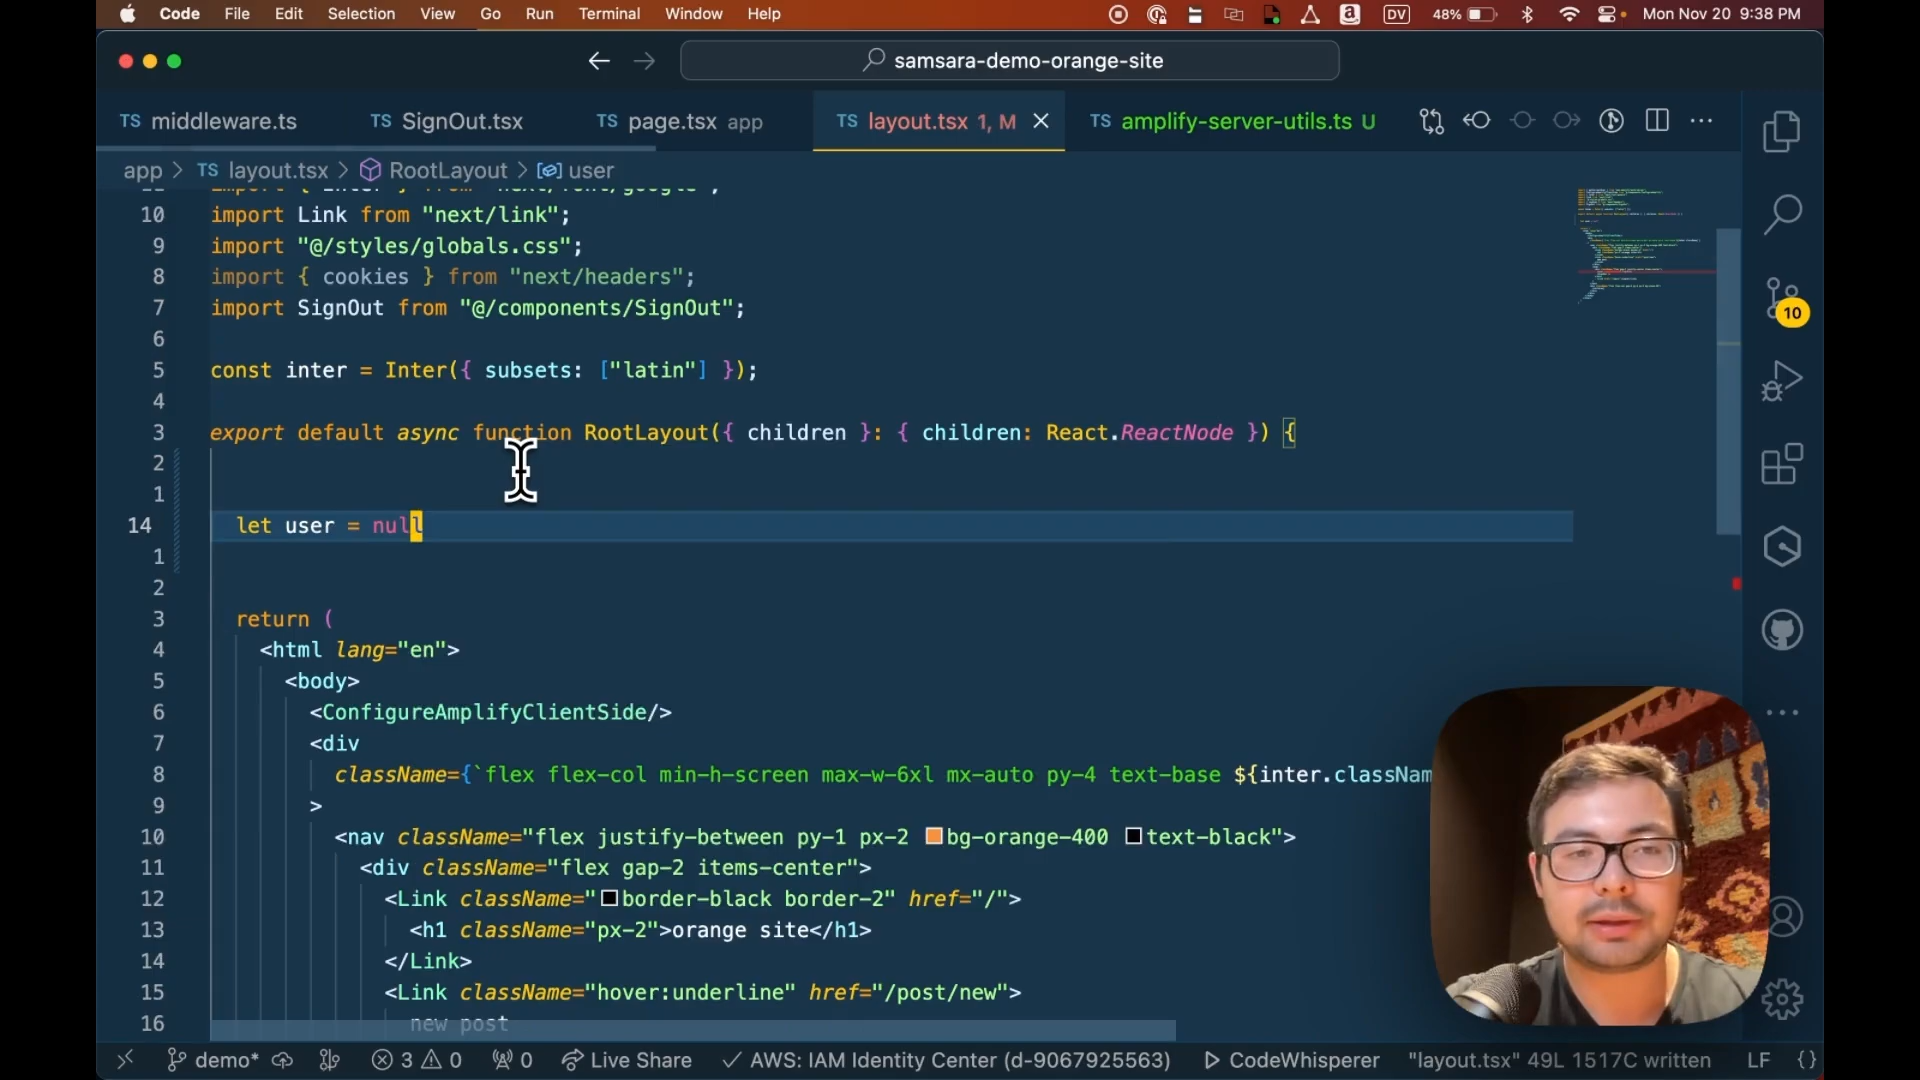 Code File Edit Selection View Go Run Terminal Window Help DV 48% Mon Nov 20 9:38 PM
samsara-demo-orange-site
TS middleware.ts TS SignOut.tsx TS page.tsx app TS layout.tsx 1, M TS amplify-server-utils.ts U
app > TS layout.tsx > RootLayout > user
10 import Link from "next/link";
9 import "@/styles/globals.css";
8 import { cookies } from "next/headers";
7 import SignOut from "@/components/SignOut";
6
5 const inter = Inter({ subsets: ["latin"] });
4
3 export default async function RootLayout({ children }: { children: React.ReactNode }) {
2
1
14 let user = null
1
2
3 return (
4 <html lang="en">
5 <body>
6 <ConfigureAmplifyClientSide/>
7 <div
8 className={`flex flex-col min-h-screen max-w-6xl mx-auto py-4 text-base ${inter.classNam
9 >
10 <nav className="flex justify-between py-1 px-2 bg-orange-400 text-black">
11 <div className="flex gap-2 items-center">
12 <Link className="border-black border-2" href="/">
13 <h1 className="px-2">orange site</h1>
14 </Link>
15 <Link className="hover:underline" href="/post/new">
16 new post
10
demo* 3 0 0 Live Share AWS: IAM Identity Center (d-9067925563) CodeWhisperer "layout.tsx" 49L 1517C written LF {}